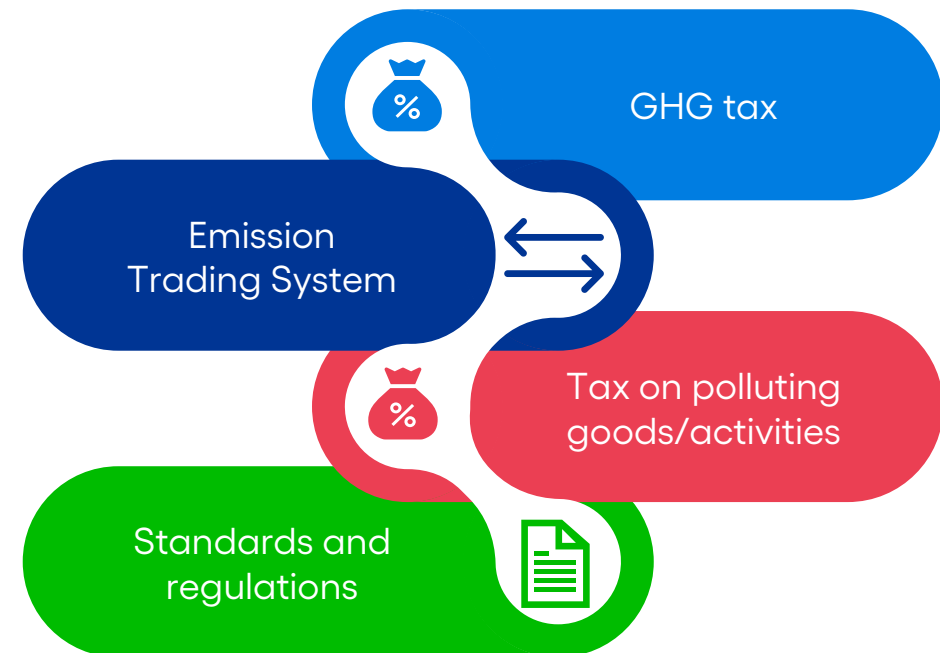 GHG tax
Emission
Trading System
Tax on polluting
goods/activities
Standards and
regulations